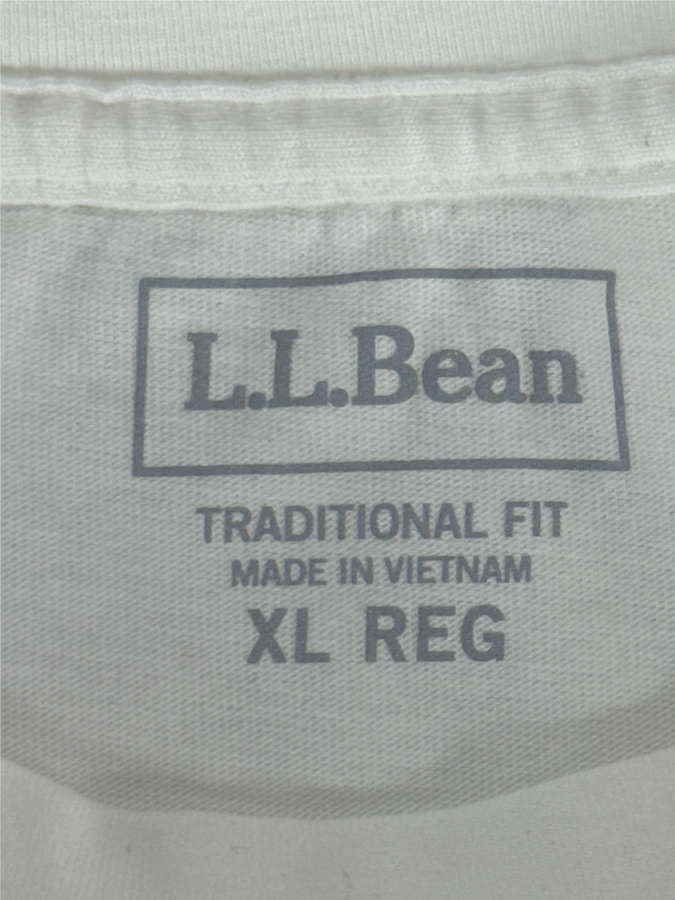 L.L.Bean
TRADITIONAL FIT
MADE IN VIETNAM
XL REG